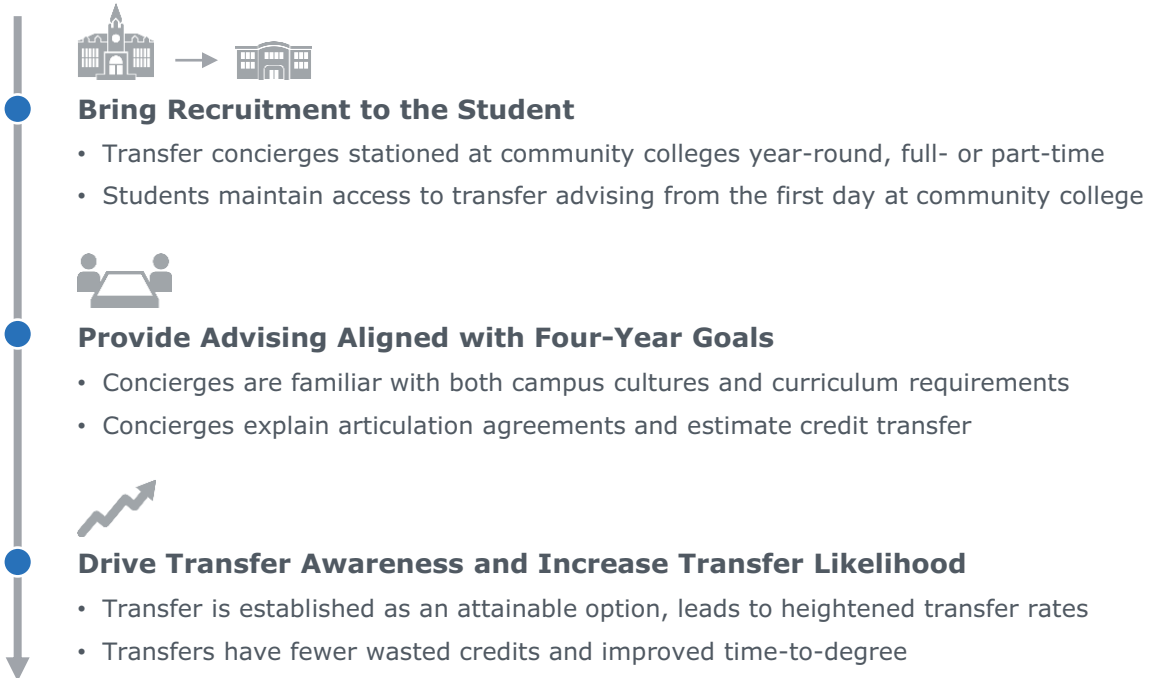 Bring Recruitment to the Student
• Transfer concierges stationed at community colleges year-round, full- or part-time
• Students maintain access to transfer advising from the first day at community college
Provide Advising Aligned with Four-Year Goals
• Concierges are familiar with both campus cultures and curriculum requirements
• Concierges explain articulation agreements and estimate credit transfer
Drive Transfer Awareness and Increase Transfer Likelihood
• Transfer is established as an attainable option, leads to heightened transfer rates
• Transfers have fewer wasted credits and improved time-to-degree